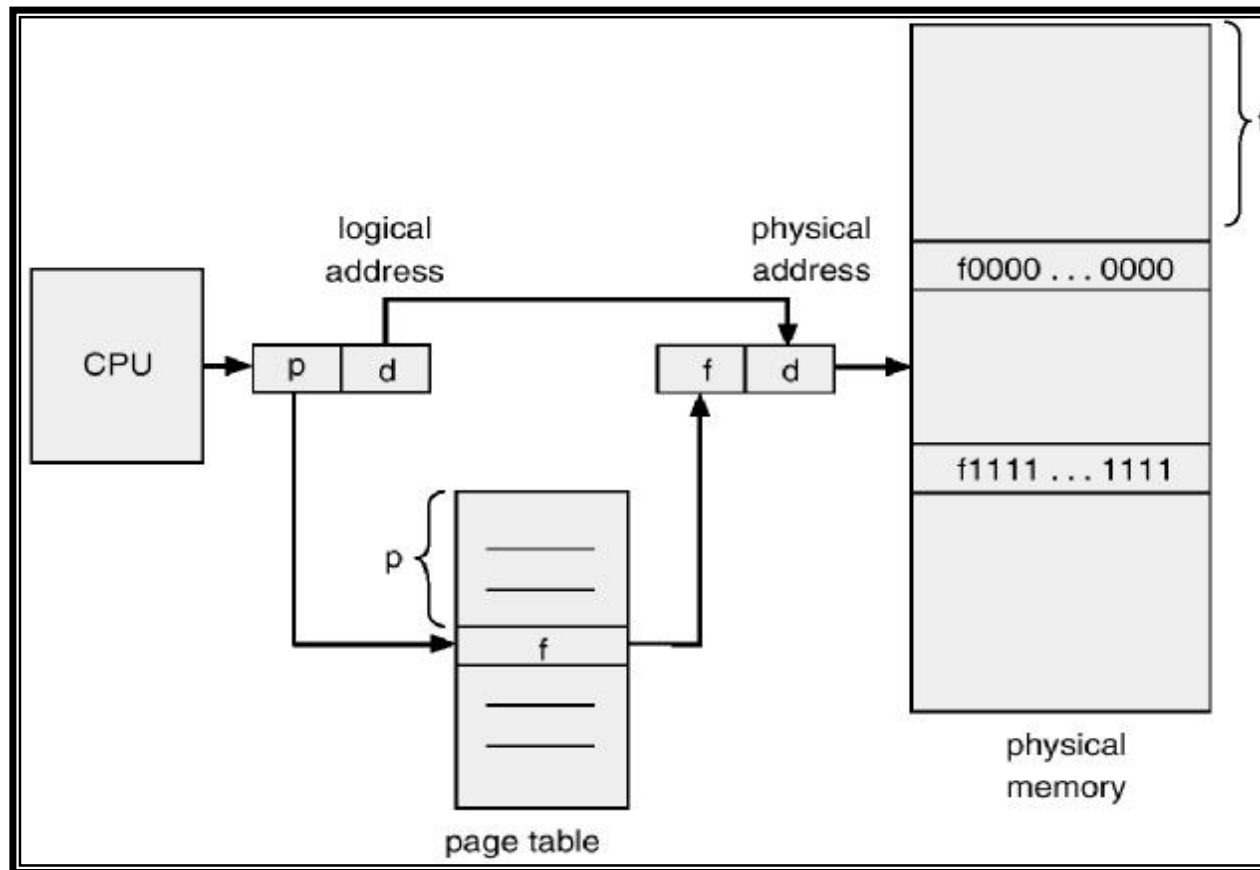 logical
address
physical
address
CPU
p
d
f
d
f0000 . . . 0000
f1111 . . . 1111
p
f
page table
physical
memory